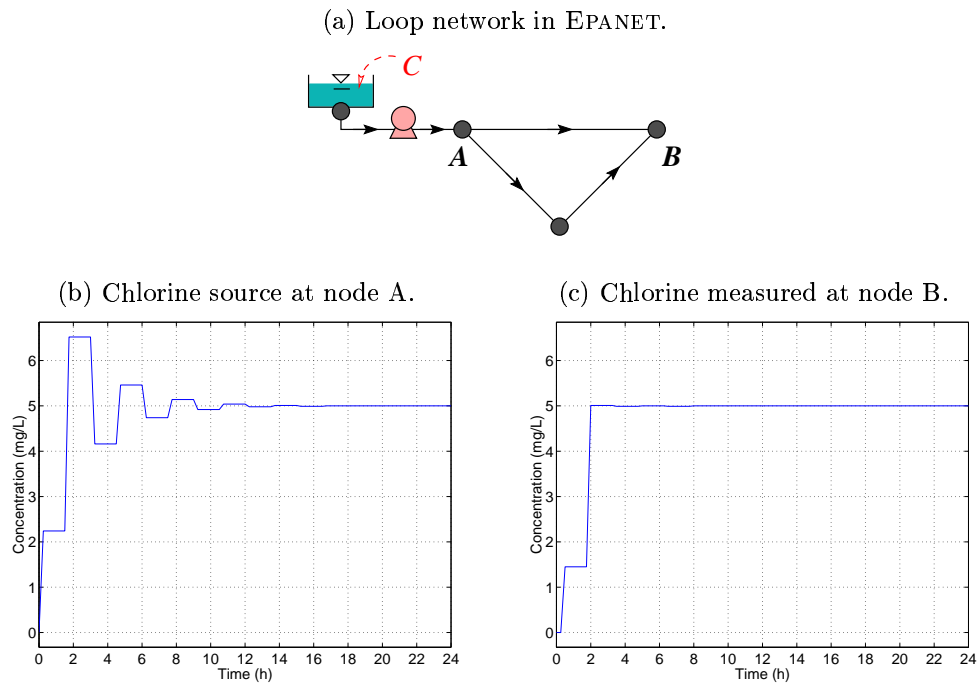 (a) Loop network in EPANET.
C
A
B
(b) Chlorine source at node A.
(c) Chlorine measured at node B.
Concentration (mg/L)
6
5
4
3
2
1
0
0 2 4 6 8 10 12 14 16 18 20 22 24
Time (h)
Concentration (mg/L)
6
5
4
3
2
1
0
0 2 4 6 8 10 12 14 16 18 20 22 24
Time (h)